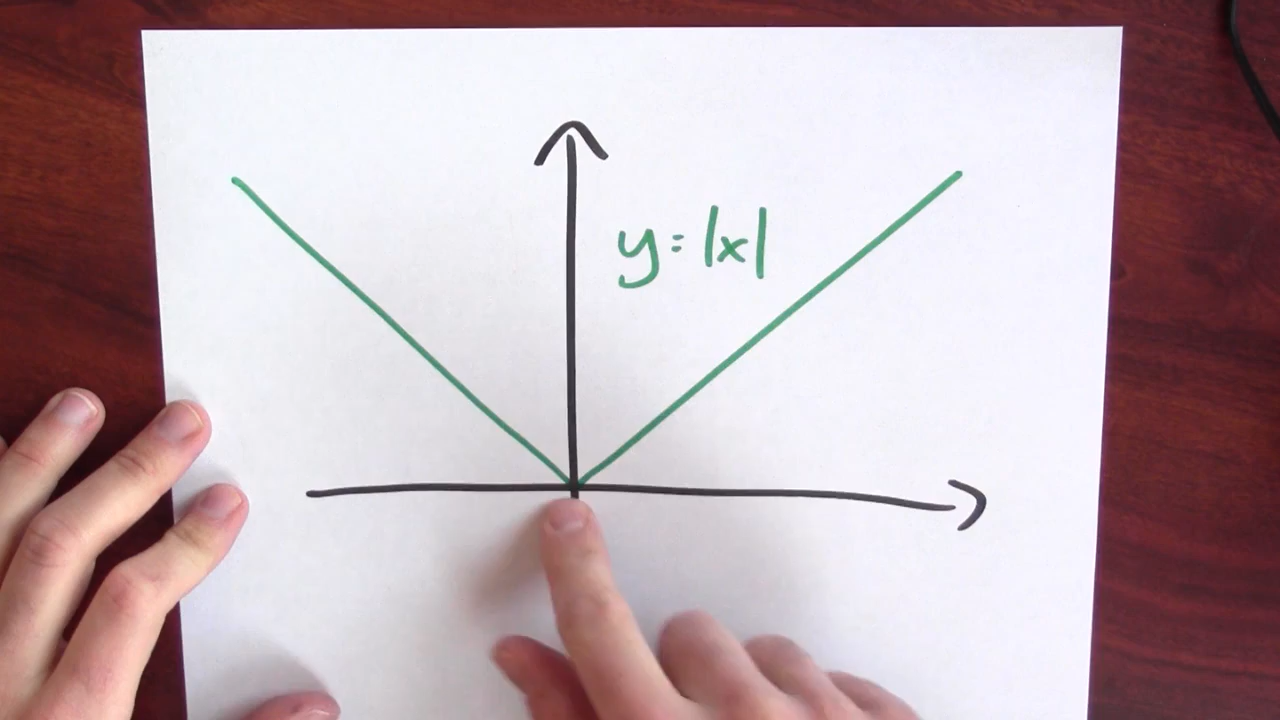 y = |x|